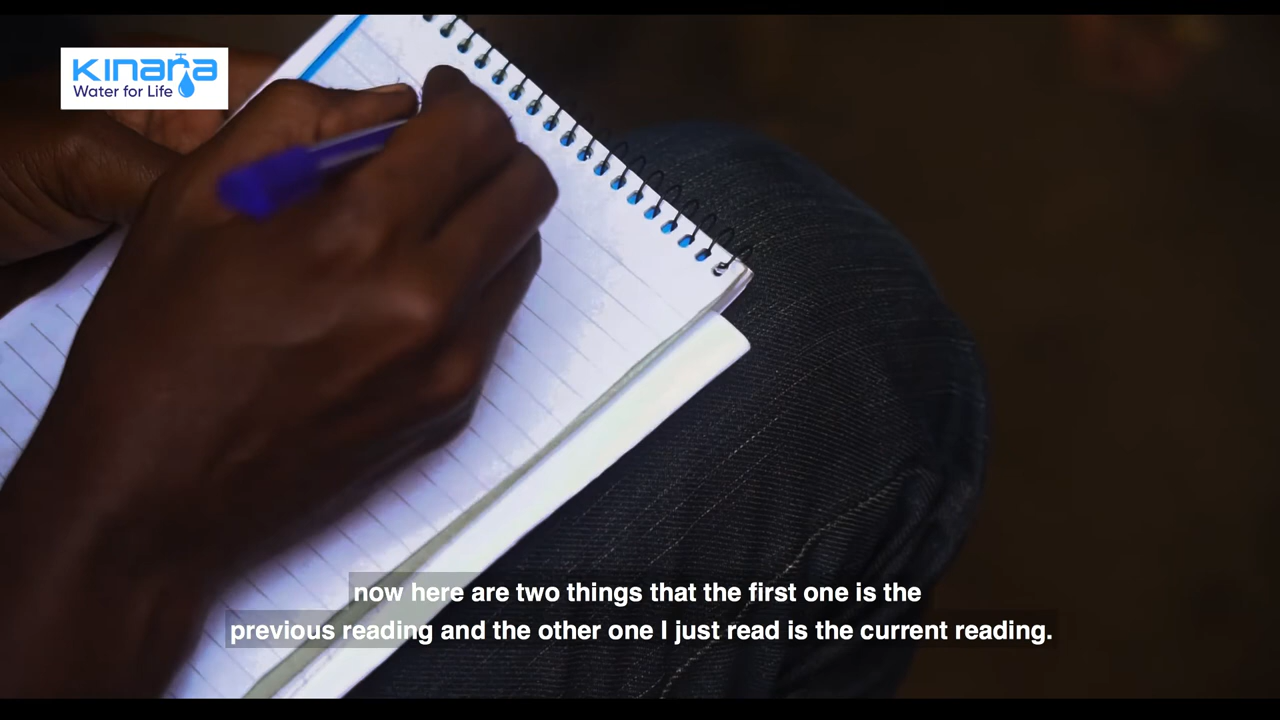 Kinara
Water for Life
now here are two things that the first one is the
previous reading and the other one I just read is the current reading.